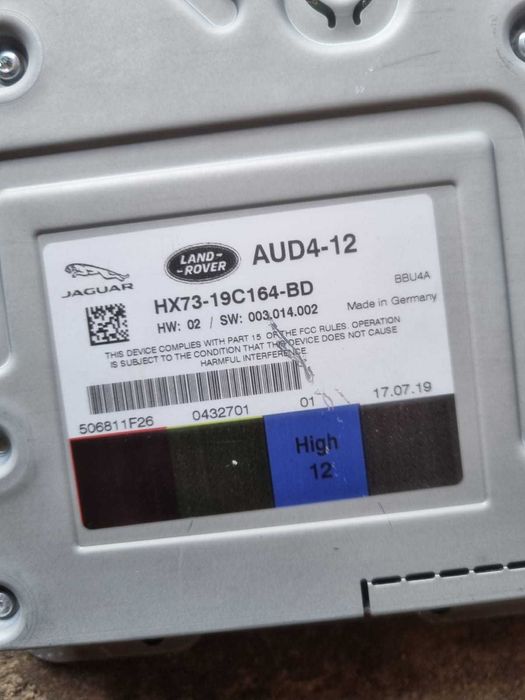 JAGUAR
LAND-
-ROVER
AUD4-12
HX73-19C164-BD
BBU4A
HW: 02 / SW: 003.014.002
Made in Germany
THIS DEVICE COMPLIES WITH PART 15 OF THE FCC RULES. OPERATION
IS SUBJECT TO THE CONDITION THAT THIS DEVICE DOES NOT CAUSE
HARMFUL INTERFERENCE
506811F26
0432701
01
17.07.19
High
12